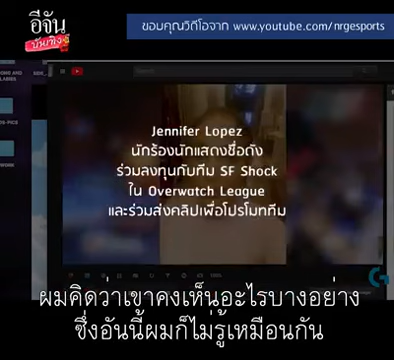 อีจัน
บันเทิง
ขอบคุณวิดีโอจาก www.youtube.com/nrgesports
Jennifer Lopez
นักร้องนักแสดงชื่อดัง
ร่วมลงทุนกับทีม SF Shock
ใน Overwatch League
และร่วมส่งคลิปเพื่อโปรโมททีม
ผมคิดว่าเขาคงเห็นอะไรบางอย่าง
ซึ่งอันนี้ผมก็ไม่รู้เหมือนกัน